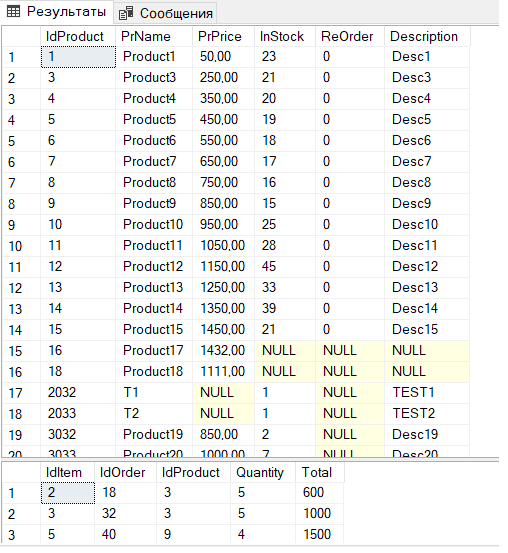 Результаты Сообщения
IdProduct PrName PrPrice InStock ReOrder Description
1 1 Product1 50,00 23 0 Desc1
2 3 Product3 250,00 21 0 Desc3
3 4 Product4 350,00 20 0 Desc4
4 5 Product5 450,00 19 0 Desc5
5 6 Product6 550,00 18 0 Desc6
6 7 Product7 650,00 17 0 Desc7
7 8 Product8 750,00 16 0 Desc8
8 9 Product9 850,00 15 0 Desc9
9 10 Product10 950,00 25 0 Desc10
10 11 Product11 1050,00 28 0 Desc11
11 12 Product12 1150,00 45 0 Desc12
12 13 Product13 1250,00 33 0 Desc13
13 14 Product14 1350,00 39 0 Desc14
14 15 Product15 1450,00 21 0 Desc15
15 16 Product17 1432,00 NULL NULL NULL
16 18 Product18 1111,00 NULL NULL NULL
17 2032 T1 NULL 1 NULL TEST1
18 2033 T2 NULL 1 NULL TEST2
19 3032 Product19 850,00 2 NULL Desc19
20 3033 Product20 1000,00 7 NULL Desc20
IdItem IdOrder IdProduct Quantity Total
1 2 18 3 5 600
2 3 32 3 5 1000
3 5 40 9 4 1500